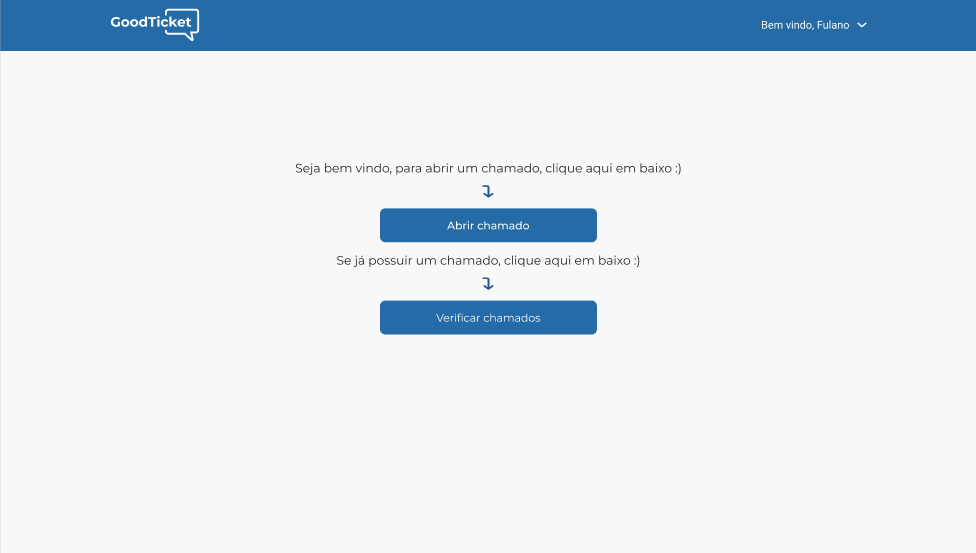 GoodTicket
Bem vindo, Fulano
Seja bem vindo, para abrir um chamado, clique aqui em baixo :)
Abrir chamado
Se já possuir um chamado, clique aqui em baixo :)
Verificar chamados